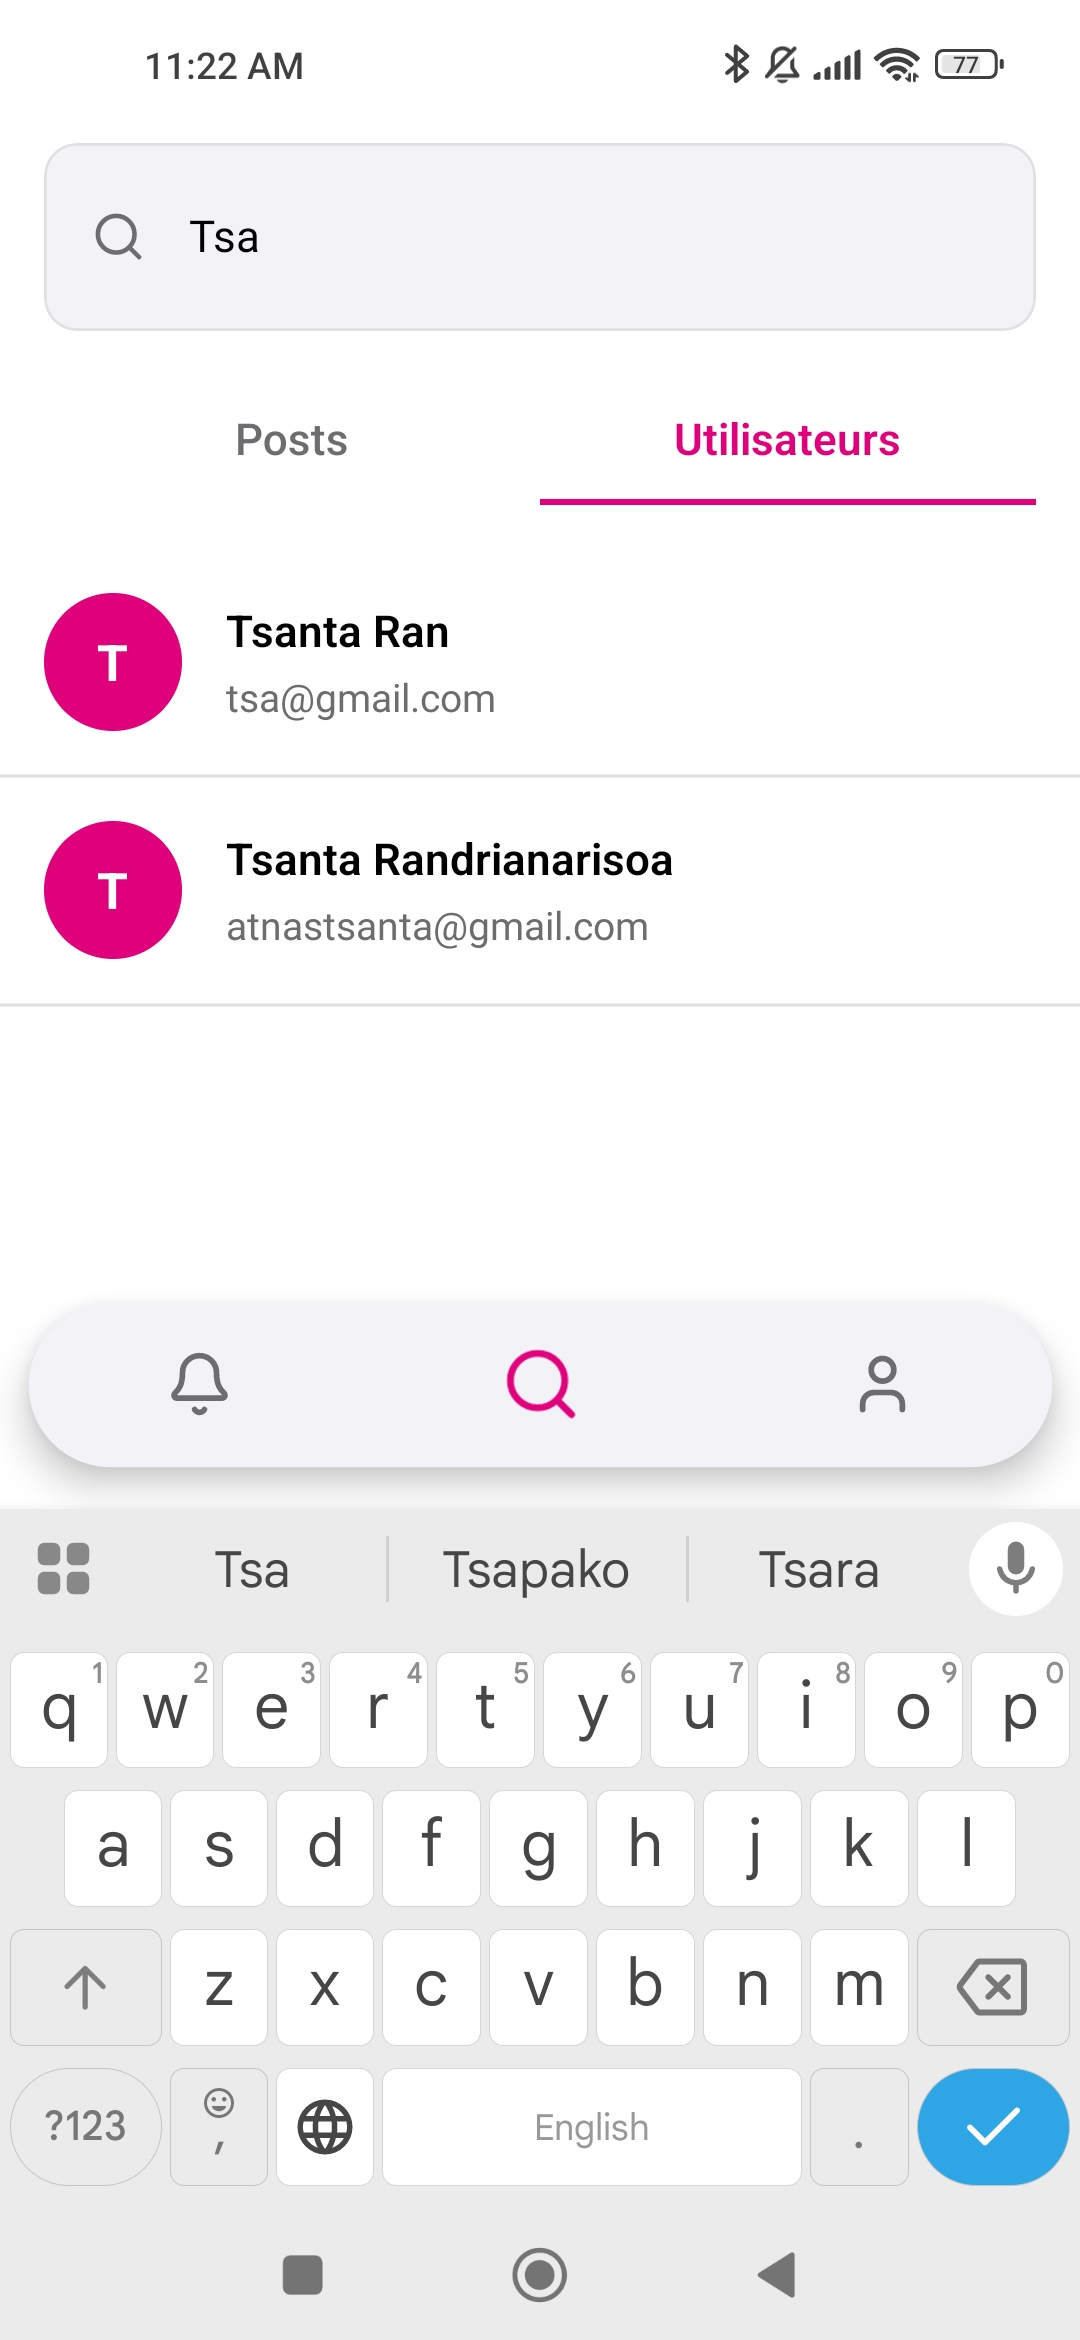 11:22 AM
77
Tsa
Posts
Utilisateurs
T
Tsanta Ran
tsa@gmail.com
T
Tsanta Randrianarisoa
atnastsanta@gmail.com
Tsa
Tsapako
Tsara
q 1 w 2 e 3 r 4 t 5 y 6 u 7 i 8 o 9 p 0
a s d f g h j k l
z x c v b n m
?123 , English .